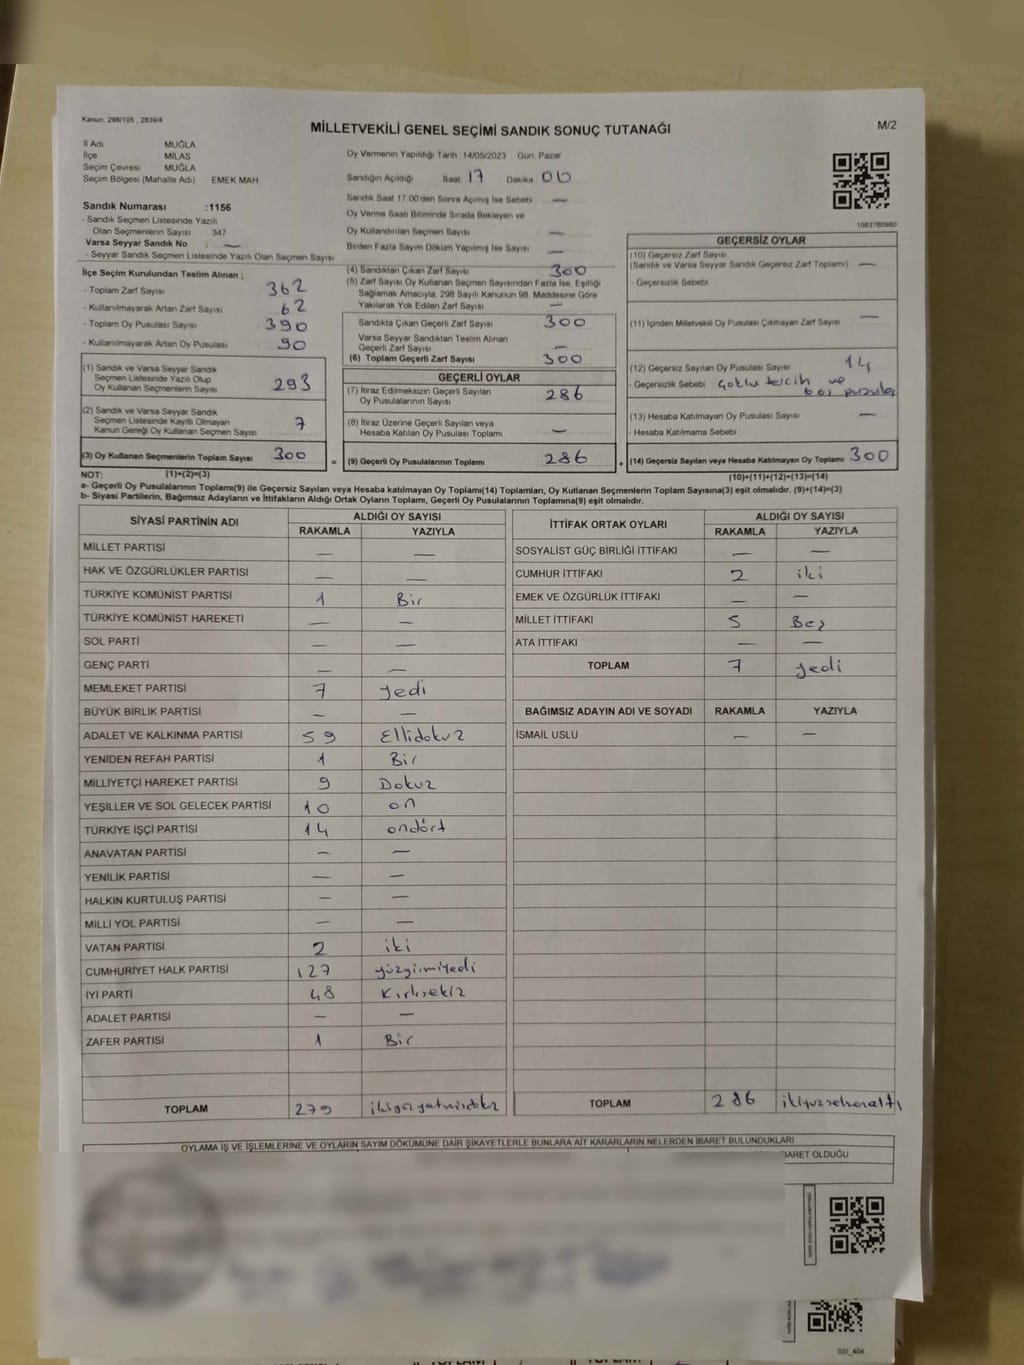 Kanun: 298/105 , 2839/4
MİLLETVEKİLİ GENEL SEÇİMİ SANDIK SONUÇ TUTANAĞI
M/2
İl Adı MUĞLA
İlçe MİLAS
Seçim Çevresi MUĞLA
Seçim Bölgesi (Mahalle Adı) EMEK MAH
Sandık Numarası :1156
- Sandık Seçmen Listesinde Yazılı
Olan Seçmenlerin Sayısı : 347
Varsa Seyyar Sandık No : —
- Seyyar Sandık Seçmen Listesinde Yazılı Olan Seçmen Sayısı
Oy Vermenin Yapıldığı Tarih 14/05/2023 Gün: Pazar
Sandığın Açıldığı Saat 17 Dakika 00
Sandık Saat 17:00'den Sonra Açımış İse Sebebi —
Oy Verme Saati Bitiminde Sırada Bekleyen ve
Oy Kullandırılan Seçmen Sayısı —
Birden Fazla Sayım Döküm Yapılmış İse Sayısı —
1083760960
İlçe Seçim Kurulundan Teslim Alınan ;
- Toplam Zarf Sayısı 362
- Kullanılmayarak Artan Zarf Sayısı 62
- Toplam Oy Pusulası Sayısı 390
- Kullanılmayarak Artan Oy Pusulası 90
(1) Sandık ve Varsa Seyyar Sandık
Seçmen Listesinde Yazılı Olup
Oy Kullanan Seçmenlerin Sayısı 293
(2) Sandık ve Varsa Seyyar Sandık
Seçmen Listesinde Kayıtlı Olmayan
Kanun Gereği Oy Kullanan Seçmen Sayısı 7
(3) Oy Kullanan Seçmenlerin Toplam Sayısı 300
(4) Sandıktan Çıkan Zarf Sayısı 300
(5) Zarf Sayısı Oy Kullanan Seçmen Sayısından Fazla İse, Eşitliği
Sağlamak Amacıyla, 298 Sayılı Kanunun 98. Maddesine Göre
Yakılarak Yok Edilen Zarf Sayısı —
Sandıkta Çıkan Geçerli Zarf Sayısı 300
Varsa Seyyar Sandıktan Teslim Alınan
Geçerli Zarf Sayısı —
(6) Toplam Geçerli Zarf Sayısı 300
GEÇERLİ OYLAR
(7) İtiraz Edilmeksizin Geçerli Sayılan
Oy Pusulalarının Sayısı 286
(8) İtiraz Üzerine Geçerli Sayılan veya
Hesaba Katılan Oy Pusulası Toplamı —
= (9) Geçerli Oy Pusulalarının Toplamı 286 +
GEÇERSİZ OYLAR
(10) Geçersiz Zarf Sayısı
(Sandık ve Varsa Seyyar Sandık Geçersiz Zarf Toplamı) —
- Geçersizlik Sebebi
(11) İçinden Milletvekili Oy Pusulası Çıkmayan Zarf Sayısı —
(12) Geçersiz Sayılan Oy Pusulası Sayısı 14
- Geçersizlik Sebebi Çoklu tercih ve
boş pusula
(13) Hesaba Katılmayan Oy Pusulası Sayısı —
- Hesaba Katılmama Sebebi
(14) Geçersiz Sayılan veya Hesaba Katılmayan Oy Toplamı 300
NOT: (1)+(2)=(3) (10)+(11)+(12)+(13)=(14)
a- Geçerli Oy Pusulalarının Toplamı(9) ile Geçersiz Sayılan veya Hesaba katılmayan Oy Toplamı(14) Toplamları, Oy Kullanan Seçmenlerin Toplam Sayısına(3) eşit olmalıdır. (9)+(14)=(3)
b- Siyasi Partilerin, Bağımsız Adayların ve İttifakların Aldığı Ortak Oyların Toplamı, Geçerli Oy Pusulalarının Toplamına(9) eşit olmalıdır.
SİYASİ PARTİNİN ADI ALDIĞI OY SAYISI
RAKAMLA YAZIYLA
MİLLET PARTİSİ — —
HAK VE ÖZGÜRLÜKLER PARTİSİ — —
TÜRKİYE KOMÜNİST PARTİSİ 1 Bir
TÜRKİYE KOMÜNİST HAREKETİ — —
SOL PARTİ — —
GENÇ PARTİ — —
MEMLEKET PARTİSİ 7 yedi
BÜYÜK BİRLİK PARTİSİ — —
ADALET VE KALKINMA PARTİSİ 59 Ellidokuz
YENİDEN REFAH PARTİSİ 1 Bir
MİLLİYETÇİ HAREKET PARTİSİ 9 Dokuz
YEŞİLLER VE SOL GELECEK PARTİSİ 10 on
TÜRKİYE İŞÇİ PARTİSİ 14 ondört
ANAVATAN PARTİSİ — —
YENİLİK PARTİSİ — —
HALKIN KURTULUŞ PARTİSİ — —
MİLLİ YOL PARTİSİ — —
VATAN PARTİSİ 2 iki
CUMHURİYET HALK PARTİSİ 127 yüzyirmiyedi
İYİ PARTİ 48 Kırksekiz
ADALET PARTİSİ — —
ZAFER PARTİSİ 1 Bir
TOPLAM 279 ikiyüzyetmişdokuz
İTTİFAK ORTAK OYLARI ALDIĞI OY SAYISI
RAKAMLA YAZIYLA
SOSYALİST GÜÇ BİRLİĞİ İTTİFAKI — —
CUMHUR İTTİFAKI 2 iki
EMEK VE ÖZGÜRLÜK İTTİFAKI — —
MİLLET İTTİFAKI 5 Beş
ATA İTTİFAKI — —
TOPLAM 7 yedi
BAĞIMSIZ ADAYIN ADI VE SOYADI RAKAMLA YAZIYLA
İSMAİL USLU — —
TOPLAM 286 ikiyüzseksenaltı
OYLAMA İŞ VE İŞLEMLERİNE VE OYLARIN SAYIM DÖKÜMÜNE DAİR ŞİKAYETLERLE BUNLARA AİT KARARLARIN NELERDEN İBARET BULUNDUKLARI
BARET OLDUĞU
S01_404